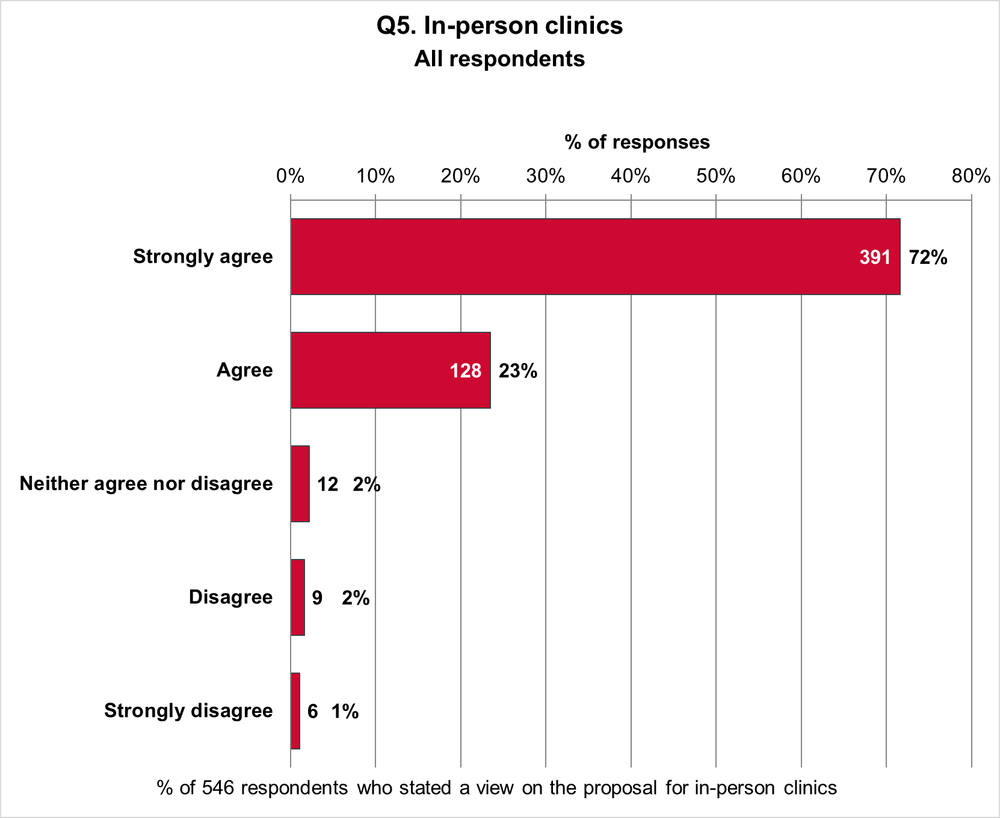 Q5. In-person clinics
All respondents
% of responses
0% 10% 20% 30% 40% 50% 60% 70% 80%
Strongly agree 391 72%
Agree 128 23%
Neither agree nor disagree 12 2%
Disagree 9 2%
Strongly disagree 6 1%
% of 546 respondents who stated a view on the proposal for in-person clinics